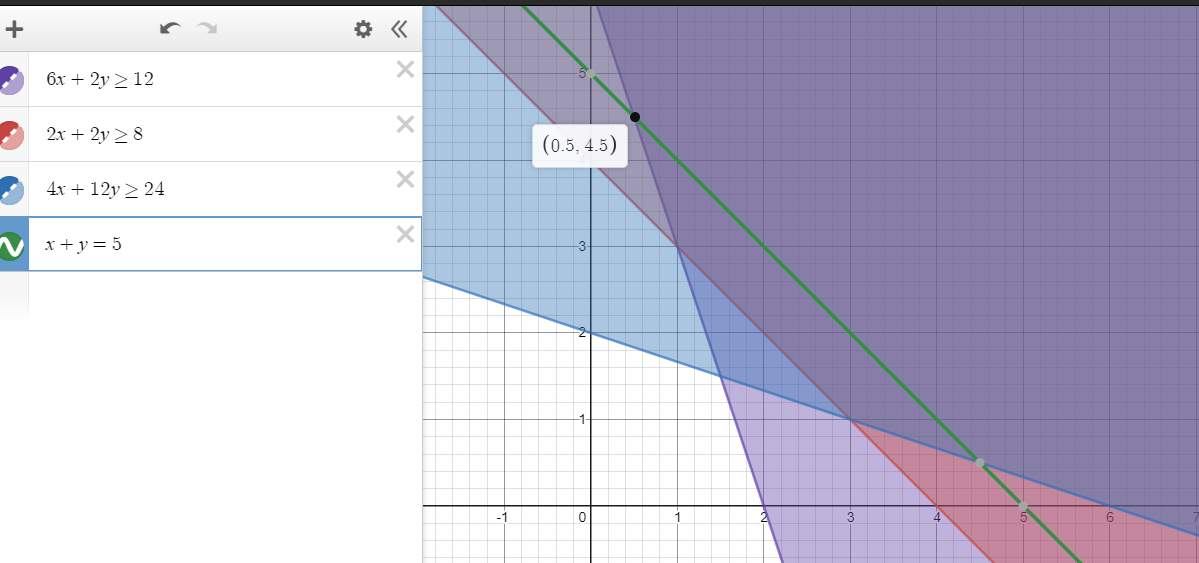 6x + 2y ≥ 12
2x + 2y ≥ 8
4x + 12y ≥ 24
x + y = 5
5
(0.5, 4.5)
4
3
2
1
-1 0 1 2 3 4 5 6 7